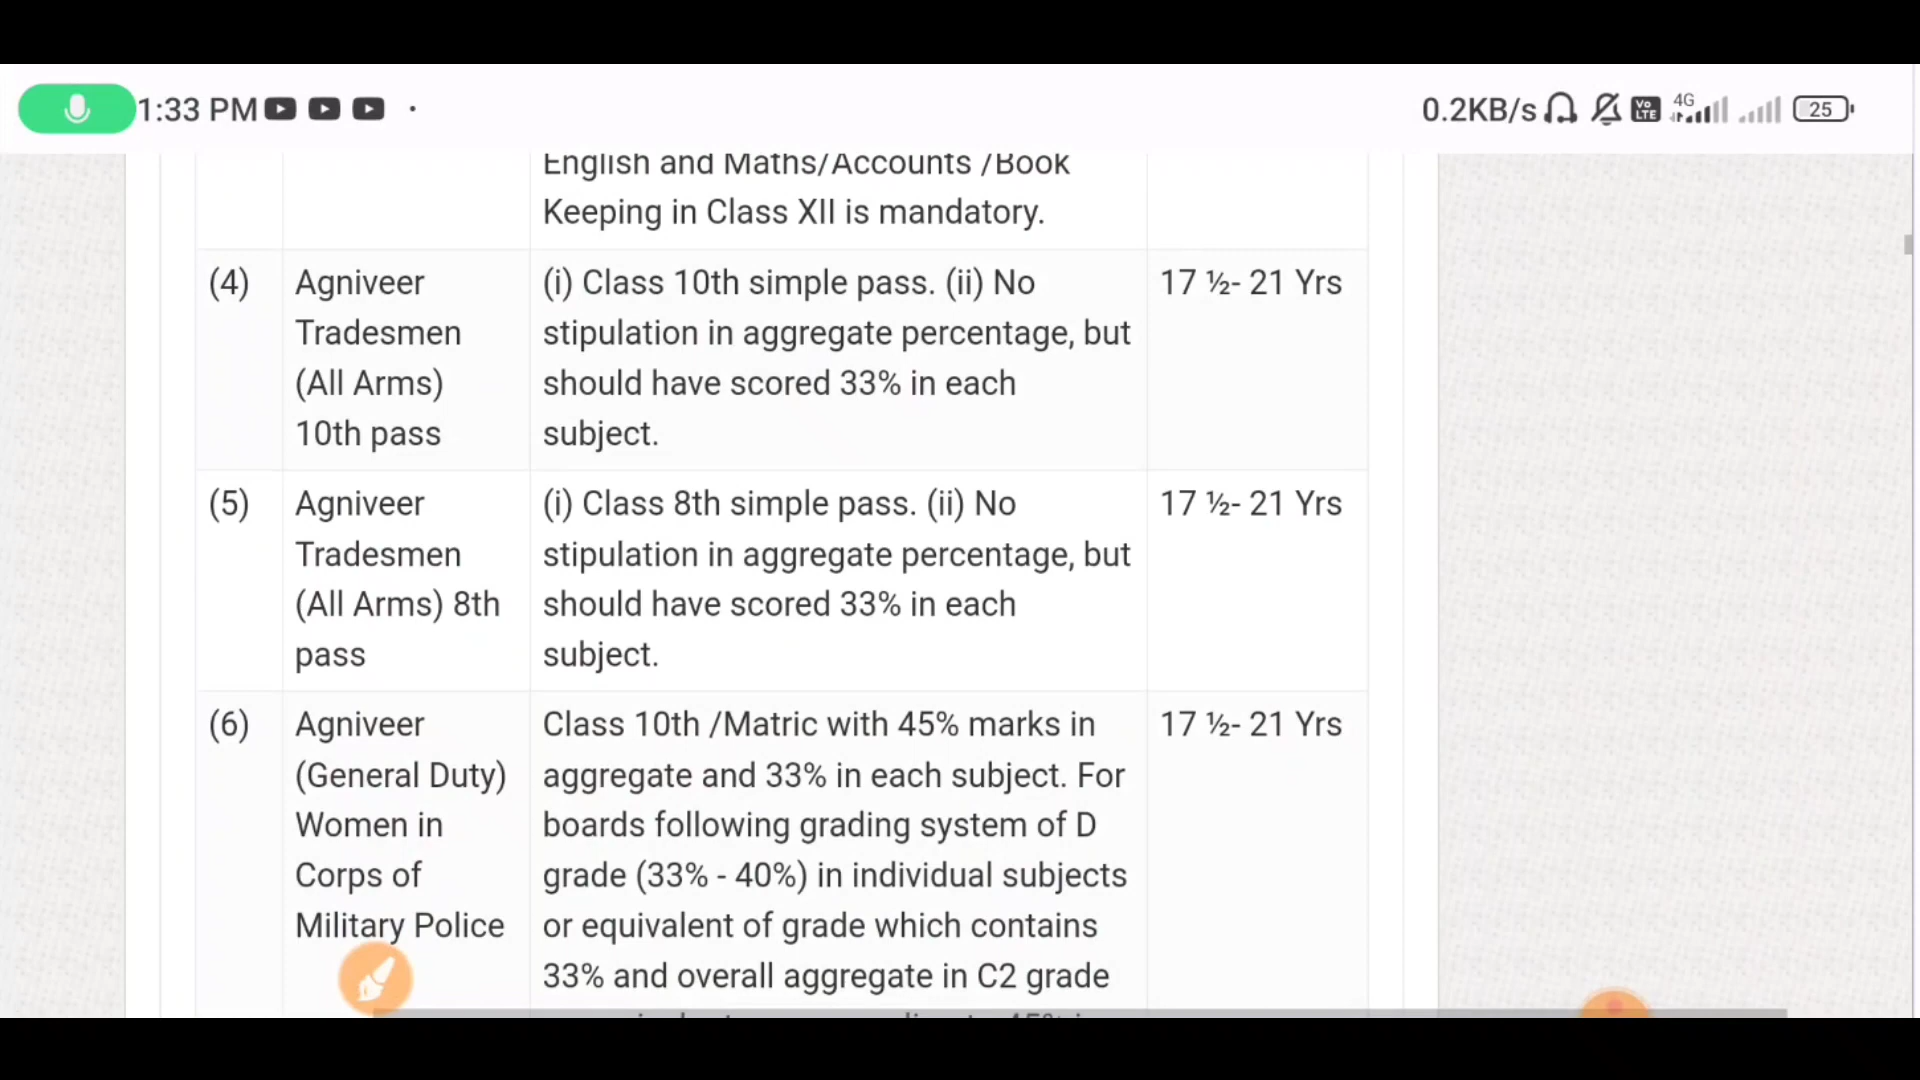 1:33 PM
0.2KB/s
Vo
LTE
4G
25
English and Maths/Accounts /Book
Keeping in Class XII is mandatory.
(4)
Agniveer
Tradesmen
(All Arms)
10th pass
(i) Class 10th simple pass. (ii) No
stipulation in aggregate percentage, but
should have scored 33% in each
subject.
17 ½- 21 Yrs
(5)
Agniveer
Tradesmen
(All Arms) 8th
pass
(i) Class 8th simple pass. (ii) No
stipulation in aggregate percentage, but
should have scored 33% in each
subject.
17 ½- 21 Yrs
(6)
Agniveer
(General Duty)
Women in
Corps of
Military Police
Class 10th /Matric with 45% marks in
aggregate and 33% in each subject. For
boards following grading system of D
grade (33% - 40%) in individual subjects
or equivalent of grade which contains
33% and overall aggregate in C2 grade
17 ½- 21 Yrs